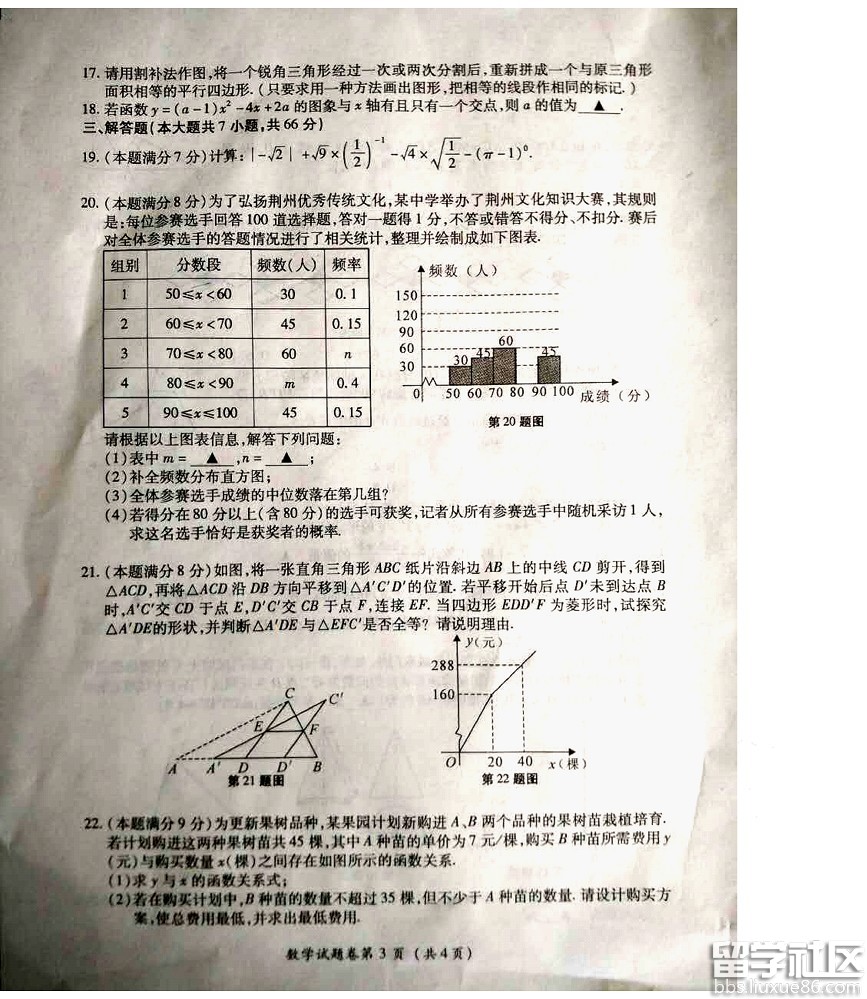 17. 请用割补法作图,将一个锐角三角形经过一次或两次分割后,重新拼成一个与原三角形
面积相等的平行四边形.(只要求用一种方法画出图形,把相等的线段作相同的标记.)
18. 若函数 y=(a-1)x²-4x+2a 的图象与 x 轴有且只有一个交点,则 a 的值为 ▲ .
三、解答题(本大题共 7 小题,共 66 分)
19. (本题满分 7 分)计算: |-√2| +√9×(1/2)⁻¹-√4×√(1/2)-(π-1)⁰.
20. (本题满分 8 分)为了弘扬荆州优秀传统文化,某中学举办了荆州文化知识大赛,其规则
是:每位参赛选手回答 100 道选择题,答对一题得 1 分,不答或错答不得分、不扣分. 赛后
对全体参赛选手的答题情况进行了相关统计,整理并绘制成如下图表.
组别 分数段 频数(人) 频率
1 50≤x<60 30 0.1
2 60≤x<70 45 0.15
3 70≤x<80 60 n
4 80≤x<90 m 0.4
5 90≤x≤100 45 0.15
频数(人)
150
120
90
60
30
30 45 60 45
0 50 60 70 80 90 100 成绩(分)
第 20 题图
请根据以上图表信息,解答下列问题:
(1)表中 m= ▲ ,n= ▲ ;
(2)补全频数分布直方图;
(3)全体参赛选手成绩的中位数落在第几组?
(4)若得分在 80 分以上(含 80 分)的选手可获奖,记者从所有参赛选手中随机采访 1 人,
求这名选手恰好是获奖者的概率.
21. (本题满分 8 分)如图,将一张直角三角形 ABC 纸片沿斜边 AB 上的中线 CD 剪开,得到
△ACD,再将△ACD 沿 DB 方向平移到△A′C′D′的位置. 若平移开始后点 D′未到达点 B
时,A′C′交 CD 于点 E,D′C′交 CB 于点 F,连接 EF. 当四边形 EDD′F 为菱形时,试探究
△A′DE的形状,并判断△A′DE 与△EFC′是否全等? 请说明理由.
C C′
E F
A A′ D D′ B
第 21 题图
y(元)
288
160
O 20 40 x(棵)
第 22 题图
22. (本题满分 9 分)为更新果树品种,某果园计划新购进 A、B 两个品种的果树苗栽植培育.
若计划购进这两种果树苗共 45 棵,其中 A 种苗的单价为 7 元/棵,购买 B 种苗所需费用 y
(元)与购买数量 x(棵)之间存在如图所示的函数关系.
(1)求 y 与 x 的函数关系式;
(2)若在购买计划中,B 种苗的数量不超过 35 棵,但不少于 A 种苗的数量. 请设计购买方
案,使总费用最低,并求出最低费用.
数学试题卷第 3 页 (共 4 页)
留学社区
bbs.liuxue86.com